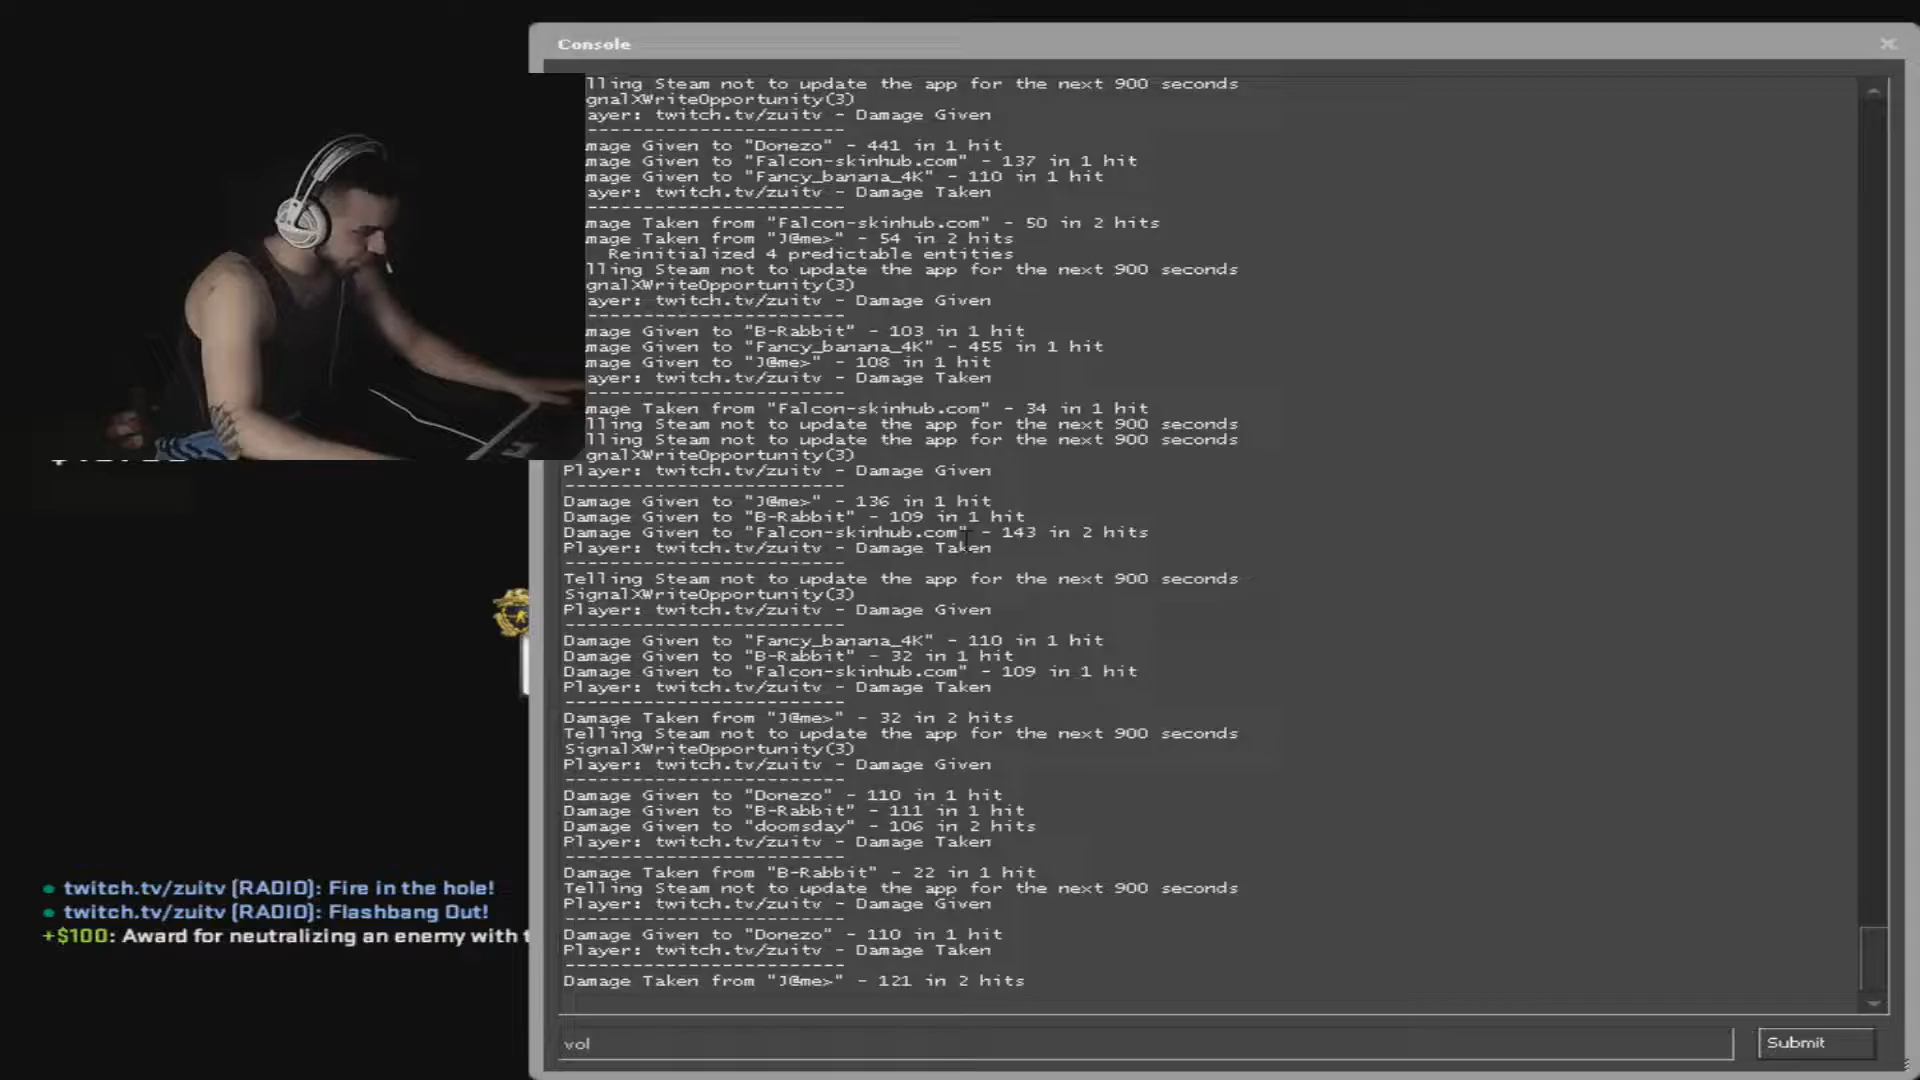 Console
lling Steam not to update the app for the next 900 seconds
gnalXWriteOpportunity(3)
ayer: twitch.tv/zuitv - Damage Given
-------------------------
mage Given to "Donezo" - 441 in 1 hit
mage Given to "Falcon-skinhub.com" - 137 in 1 hit
mage Given to "Fancy_banana_4K" - 110 in 1 hit
ayer: twitch.tv/zuitv - Damage Taken
-------------------------
mage Taken from "Falcon-skinhub.com" - 50 in 2 hits
mage Taken from "J@me>" - 54 in 2 hits
Reinitialized 4 predictable entities
lling Steam not to update the app for the next 900 seconds
gnalXWriteOpportunity(3)
ayer: twitch.tv/zuitv - Damage Given
-------------------------
mage Given to "B-Rabbit" - 103 in 1 hit
mage Given to "Fancy_banana_4K" - 455 in 1 hit
mage Given to "J@me>" - 108 in 1 hit
ayer: twitch.tv/zuitv - Damage Taken
-------------------------
mage Taken from "Falcon-skinhub.com" - 34 in 1 hit
lling Steam not to update the app for the next 900 seconds
lling Steam not to update the app for the next 900 seconds
gnalXWriteOpportunity(3)
Player: twitch.tv/zuitv - Damage Given
-------------------------
Damage Given to "J@me>" - 136 in 1 hit
Damage Given to "B-Rabbit" - 109 in 1 hit
Damage Given to "Falcon-skinhub.com" - 143 in 2 hits
Player: twitch.tv/zuitv - Damage Taken
-------------------------
Telling Steam not to update the app for the next 900 seconds
SignalXWriteOpportunity(3)
Player: twitch.tv/zuitv - Damage Given
-------------------------
Damage Given to "Fancy_banana_4K" - 110 in 1 hit
Damage Given to "B-Rabbit" - 32 in 1 hit
Damage Given to "Falcon-skinhub.com" - 109 in 1 hit
Player: twitch.tv/zuitv - Damage Taken
-------------------------
Damage Taken from "J@me>" - 32 in 2 hits
Telling Steam not to update the app for the next 900 seconds
SignalXWriteOpportunity(3)
Player: twitch.tv/zuitv - Damage Given
-------------------------
Damage Given to "Donezo" - 110 in 1 hit
Damage Given to "B-Rabbit" - 111 in 1 hit
Damage Given to "doomsday" - 106 in 2 hits
Player: twitch.tv/zuitv - Damage Taken
-------------------------
Damage Taken from "B-Rabbit" - 22 in 1 hit
Telling Steam not to update the app for the next 900 seconds
Player: twitch.tv/zuitv - Damage Given
-------------------------
Damage Given to "Donezo" - 110 in 1 hit
Player: twitch.tv/zuitv - Damage Taken
-------------------------
Damage Taken from "J@me>" - 121 in 2 hits
vol
Submit
twitch.tv/zuitv (RADIO): Fire in the hole!
twitch.tv/zuitv (RADIO): Flashbang Out!
+$100: Award for neutralizing an enemy with t